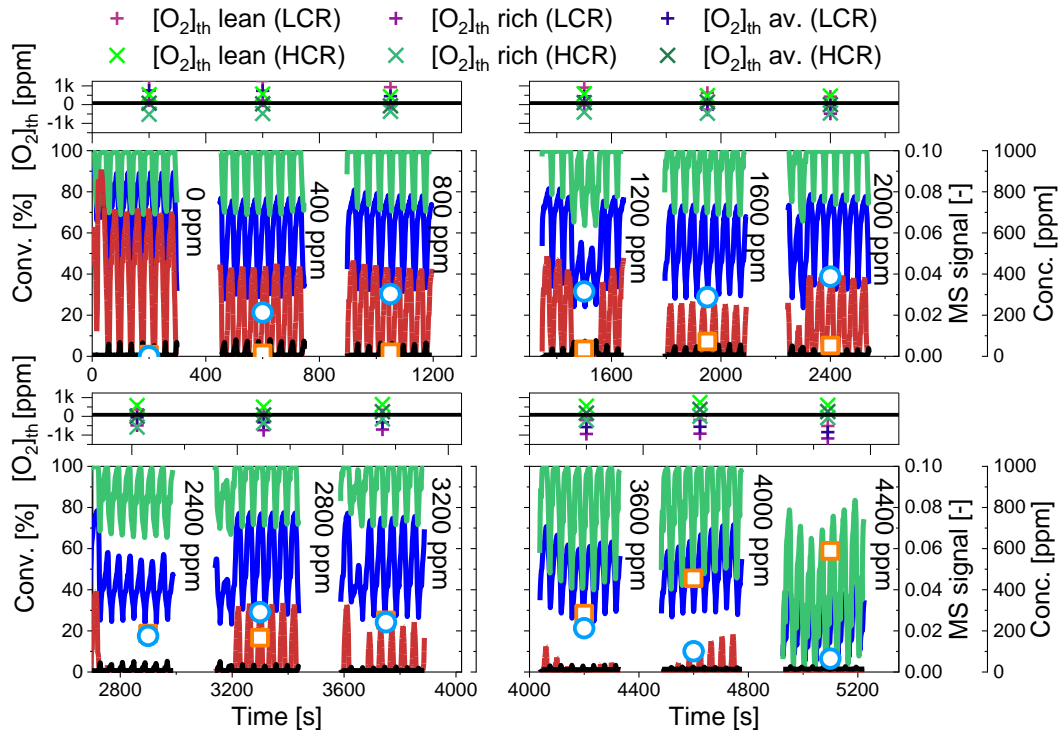 [O₂]th lean (LCR) [O₂]th rich (LCR) [O₂]th av. (LCR)
[O₂]th lean (HCR) [O₂]th rich (HCR) [O₂]th av. (HCR)
[O₂]th [ppm]
1k
0
-1k
Conv. [%]
100
80
60
40
20
0
0 ppm
400 ppm
800 ppm
0 400 800 1200
1200 ppm
1600 ppm
2000 ppm
1600 2000 2400
0.10
0.08
0.06
0.04
0.02
0.00
MS signal [-]
1000
800
600
400
200
0
Conc. [ppm]
[O₂]th [ppm]
1k
0
-1k
Conv. [%]
100
80
60
40
20
0
2400 ppm
2800 ppm
3200 ppm
2800 3200 3600 4000
Time [s]
3600 ppm
4000 ppm
4400 ppm
4000 4400 4800 5200
Time [s]
0.10
0.08
0.06
0.04
0.02
0.00
MS signal [-]
1000
800
600
400
200
0
Conc. [ppm]